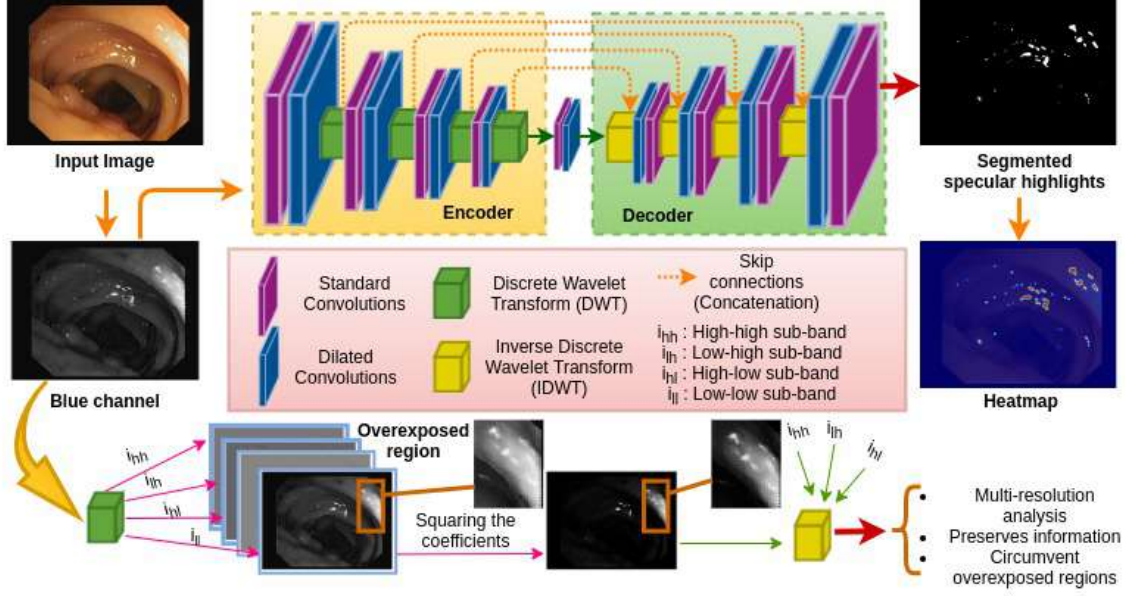 Input Image
Encoder
Decoder
Segmented
specular highlights
Standard
Convolutions
Discrete Wavelet
Transform (DWT)
Skip
connections
(Concatenation)
Dilated
Convolutions
Inverse Discrete
Wavelet Transform
(IDWT)
i_hh : High-high sub-band
i_lh : Low-high sub-band
i_hl : High-low sub-band
i_ll : Low-low sub-band
Blue channel
Heatmap
i_hh
i_lh
i_hl
i_ll
Overexposed
region
Squaring the
coefficients
i_hh
i_lh
i_hl
• Multi-resolution
analysis
• Preserves information
• Circumvent
overexposed regions